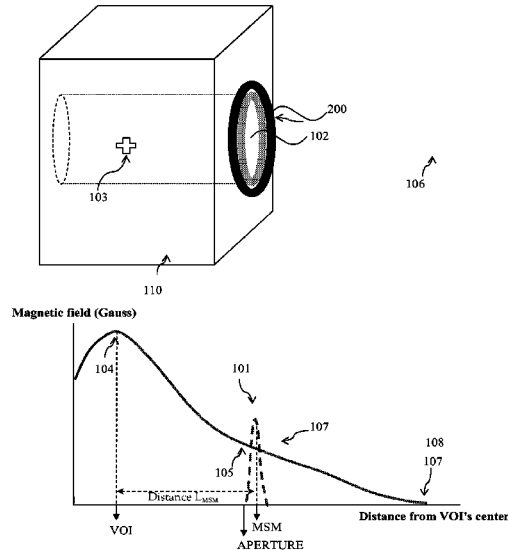 200
102
103
106
110
Magnetic field (Gauss)
104
101
107
108
107
105
Distance L_MSM
Distance from VOI's center
VOI
MSM
APERTURE